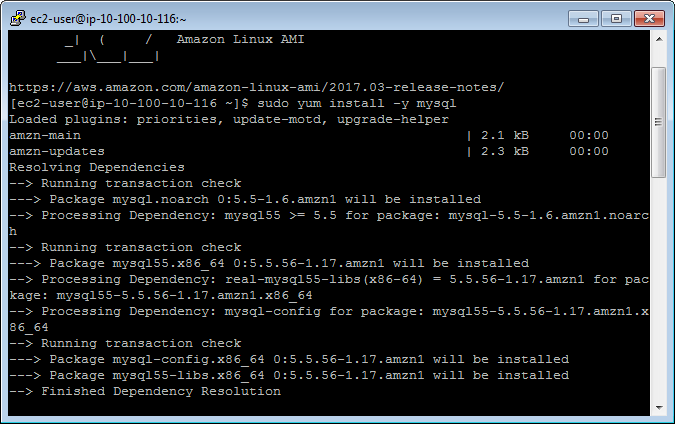 ec2-user@ip-10-100-10-116:~
_| ( / Amazon Linux AMI
___|\___|___|
https://aws.amazon.com/amazon-linux-ami/2017.03-release-notes/
[ec2-user@ip-10-100-10-116 ~]$ sudo yum install -y mysql
Loaded plugins: priorities, update-motd, upgrade-helper
amzn-main | 2.1 kB 00:00
amzn-updates | 2.3 kB 00:00
Resolving Dependencies
--> Running transaction check
---> Package mysql.noarch 0:5.5-1.6.amzn1 will be installed
--> Processing Dependency: mysql55 >= 5.5 for package: mysql-5.5-1.6.amzn1.noarc
h
--> Running transaction check
---> Package mysql55.x86_64 0:5.5.56-1.17.amzn1 will be installed
--> Processing Dependency: real-mysql55-libs(x86-64) = 5.5.56-1.17.amzn1 for pac
kage: mysql55-5.5.56-1.17.amzn1.x86_64
--> Processing Dependency: mysql-config for package: mysql55-5.5.56-1.17.amzn1.x
86_64
--> Running transaction check
---> Package mysql-config.x86_64 0:5.5.56-1.17.amzn1 will be installed
---> Package mysql55-libs.x86_64 0:5.5.56-1.17.amzn1 will be installed
--> Finished Dependency Resolution